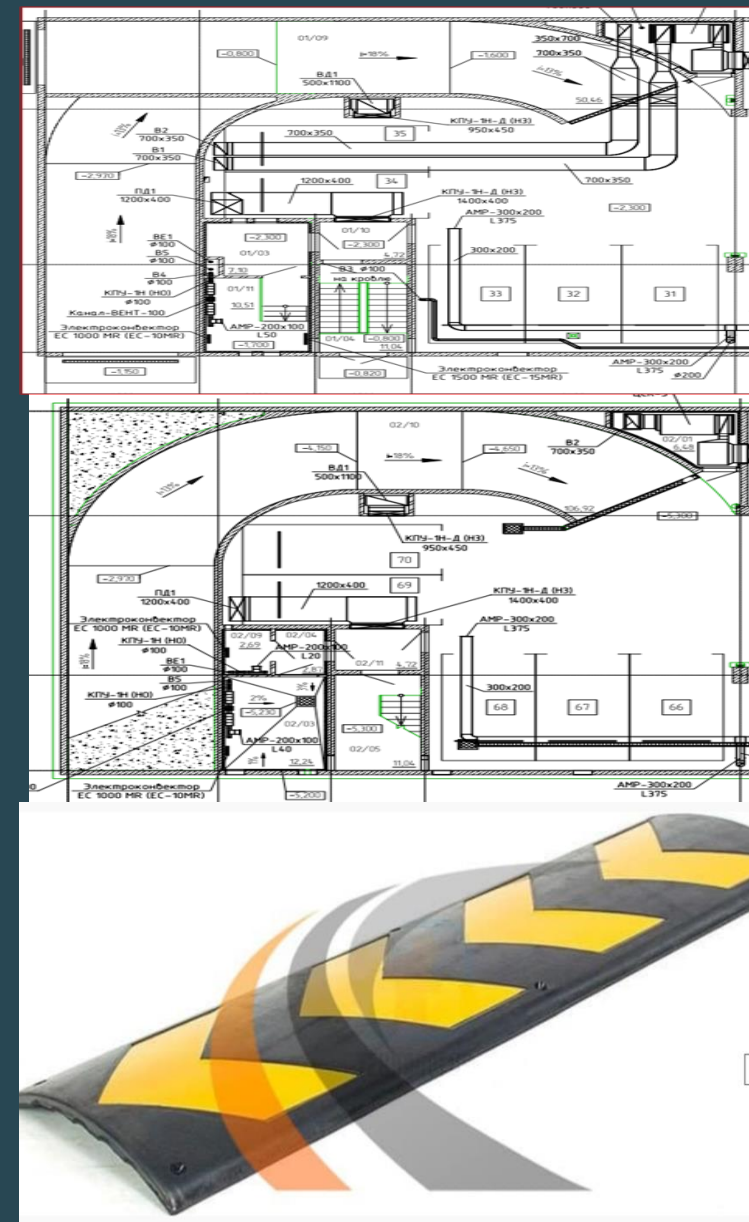 01/09
350х700
700х350
-0,800
i=18%
-1,600
i=13%
ВД1
500х1100
50,46
КПУ-1Н-Д (НЗ)
950х450
В2
700х350
700х350
35
В1
700х350
-2,970
34
700х350
ПД1
1200х400
1200х400
КПУ-1Н-Д (НЗ)
1400х400
-2,300
АМР-300х200
L375
ВЕ1
Ø100
-2,300
01/10
-2,300
В5
Ø100
01/03
4,72
300х200
7,10
В3 Ø100
на кровлю
В4
Ø100
КПУ-1Н (НО)
Ø100
01/11
33
32
31
10,51
Канал-ВЕНТ-100
АМР-200х100
L50
Электроконвектор
ЕС 1000 MR (ЕС-10MR)
01/04
-0,800
11,04
-1,700
АМР-300х200
L375
-1,150
-0,820
Электроконвектор
ЕС 1500 MR (ЕС-15MR)
Ø200
02/10
-4,150
-4,650
В2
700х350
02/01
6,48
i=18%
i=13%
i=13%
ВД1
500х1100
106,92
-5,300
КПУ-1Н-Д (НЗ)
950х450
70
-2,970
69
ПД1
1200х400
1200х400
КПУ-1Н-Д (НЗ)
1400х400
Электроконвектор
ЕС 1000 MR (ЕС-10MR)
АМР-300х200
L375
02/09
02/04
КПУ-1Н (НО)
Ø100
2,69
АМР-200х100
L20
ВЕ1
Ø100
2,87
02/11
4,72
В5
Ø100
300х200
КПУ-1Н (НО)
Ø100
2%
-5,230
68
67
66
-5,300
02/03
АМР-200х100
L40
02/05
12,24
11,04
Электроконвектор
ЕС 1000 MR (ЕС-10MR)
-5,200
АМР-300х200
L375